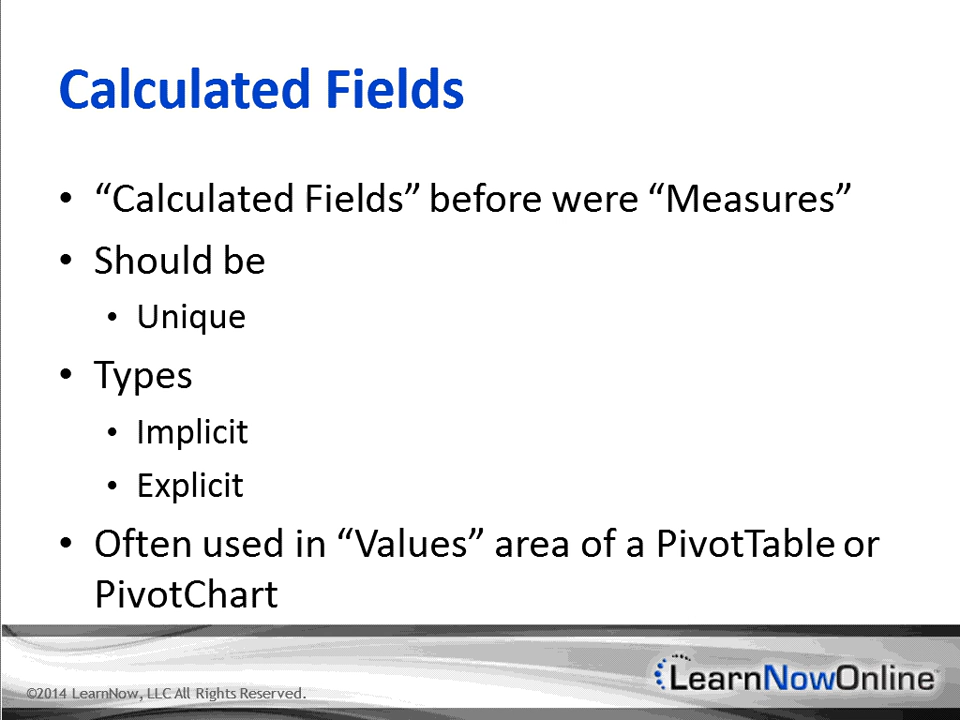 Calculated Fields
• “Calculated Fields” before were “Measures”
• Should be
• Unique
• Types
• Implicit
• Explicit
• Often used in “Values” area of a PivotTable or
PivotChart
©2014 LearnNow, LLC All Rights Reserved.
LearnNowOnline